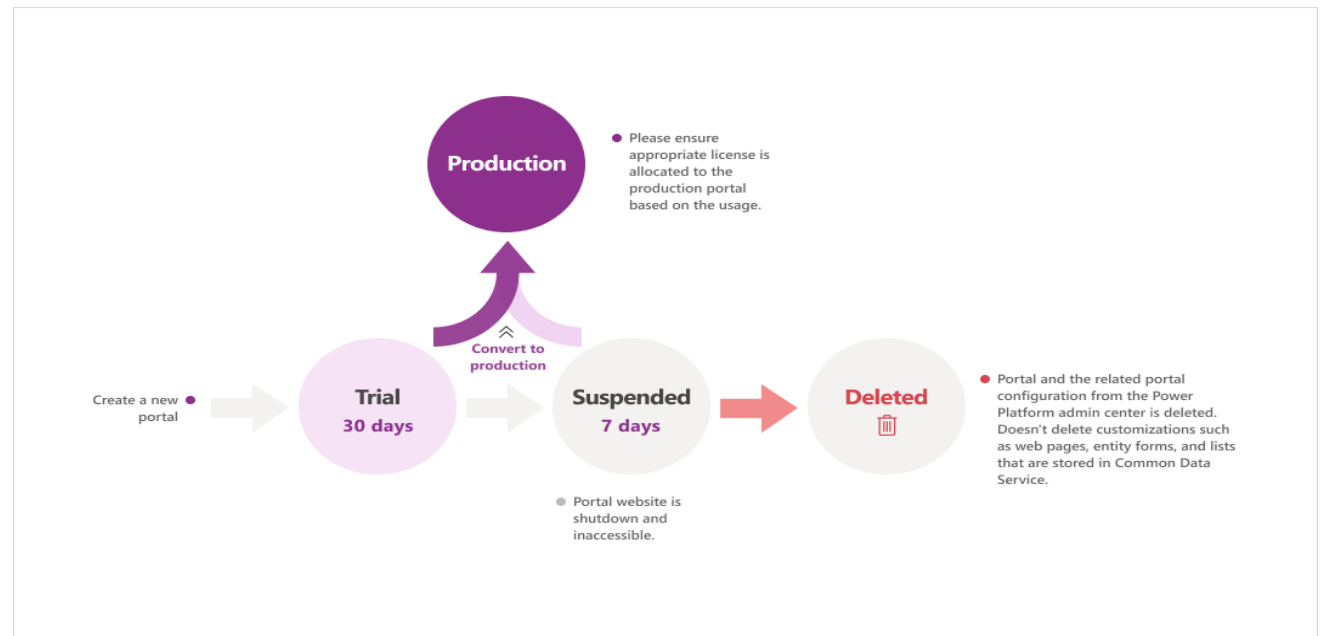 Production
Please ensure
appropriate license is
allocated to the
production portal
based on the usage.
Convert to
production
Create a new
portal
Trial
30 days
Suspended
7 days
Deleted
Portal and the related portal
configuration from the Power
Platform admin center is deleted.
Doesn't delete customizations such
as web pages, entity forms, and lists
that are stored in Common Data
Service.
Portal website is
shutdown and
inaccessible.